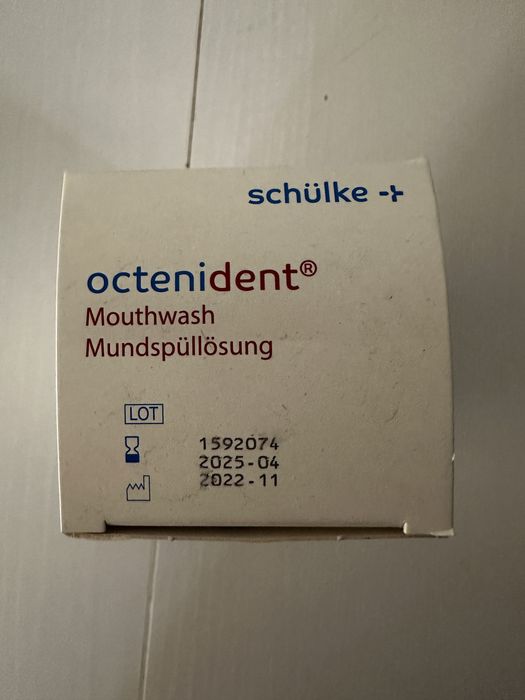 schülke
octenident®
Mouthwash
Mundspüllösung
LOT
1592074
2025-04
2022-11